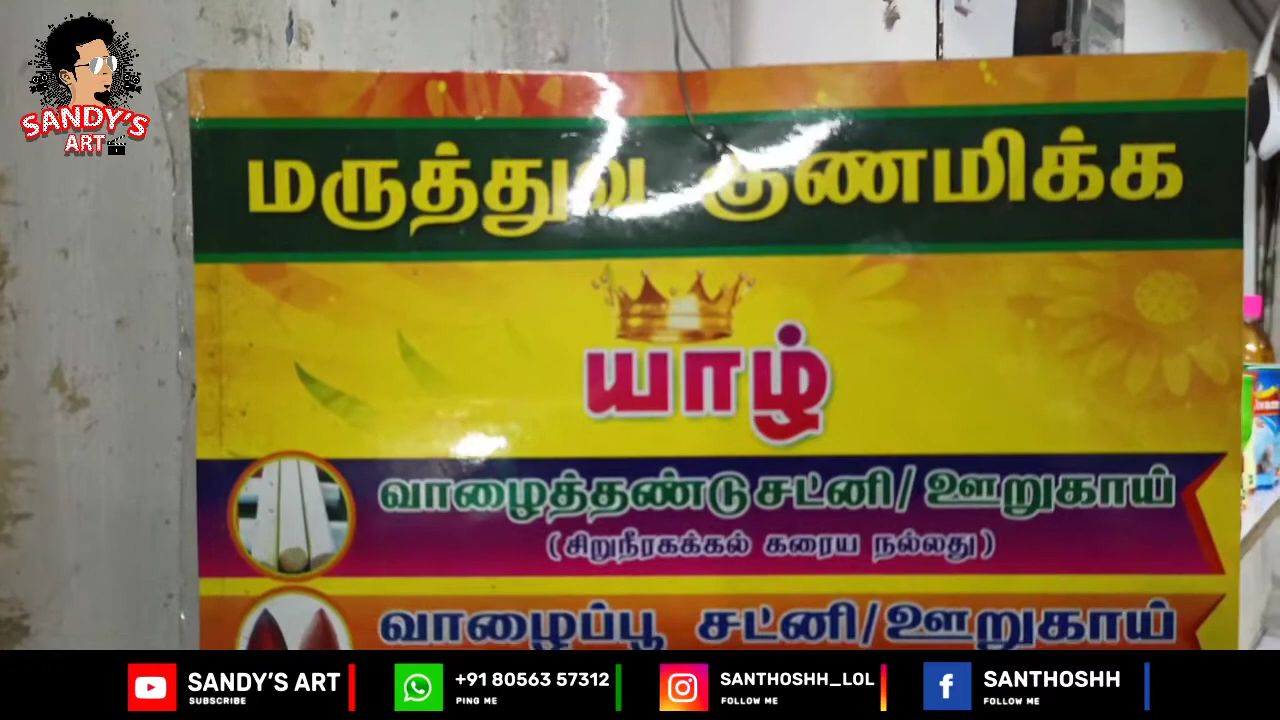 SANDY'S
ART
மருத்துவ குணமிக்க
யாழ்
வாழைத்தண்டு சட்னி/ஊறுகாய்
(சிறுநீரகக்கல் கரைய நல்லது)
வாழைப்பூ சட்னி/ஊறுகாய்
SANDY'S ART
SUBSCRIBE
+91 80563 57312
PING ME
SANTHOSHH_LOL
FOLLOW ME
SANTHOSHH
FOLLOW ME